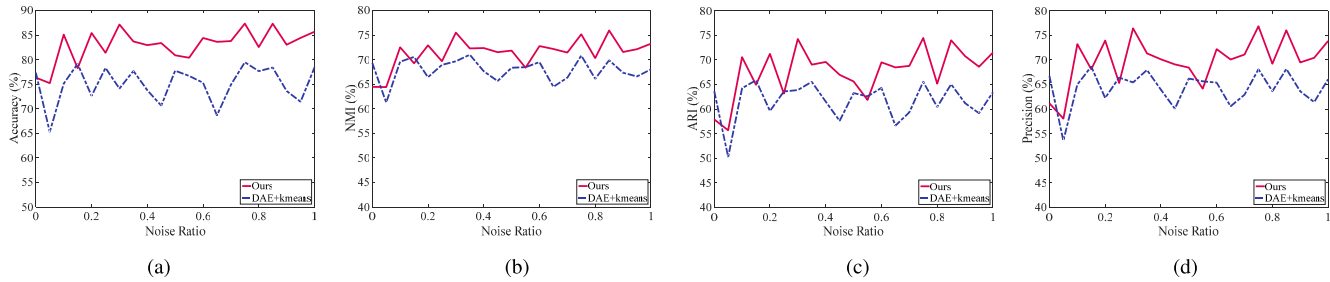 90
85
80
75
70
65
60
55
50
Accuracy (%)
0 0.2 0.4 0.6 0.8 1
Noise Ratio
Ours
DAE+kmeans
(a)
80
75
70
65
60
55
50
45
40
NMI (%)
0 0.2 0.4 0.6 0.8 1
Noise Ratio
Ours
DAE+kmeans
(b)
80
75
70
65
60
55
50
45
40
ARI (%)
0 0.2 0.4 0.6 0.8 1
Noise Ratio
Ours
DAE+kmeans
(c)
80
75
70
65
60
55
50
45
40
Precision (%)
0 0.2 0.4 0.6 0.8 1
Noise Ratio
Ours
DAE+kmeans
(d)